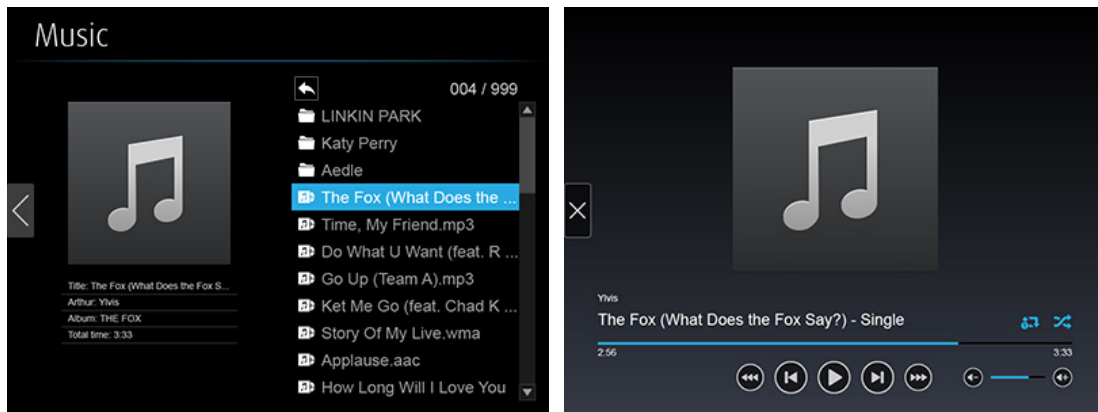 Music
004 / 999
LINKIN PARK
Katy Perry
Aedle
The Fox (What Does the ...
Time, My Friend.mp3
Do What U Want (feat. R ...
Go Up (Team A).mp3
Ket Me Go (feat. Chad K ...
Story Of My Live.wma
Applause.aac
How Long Will I Love You
Title: The Fox (What Does the Fox S...
Arthur: Ylvis
Album: THE FOX
Total time: 3:33
Ylvis
The Fox (What Does the Fox Say?) - Single
2:56
3:33